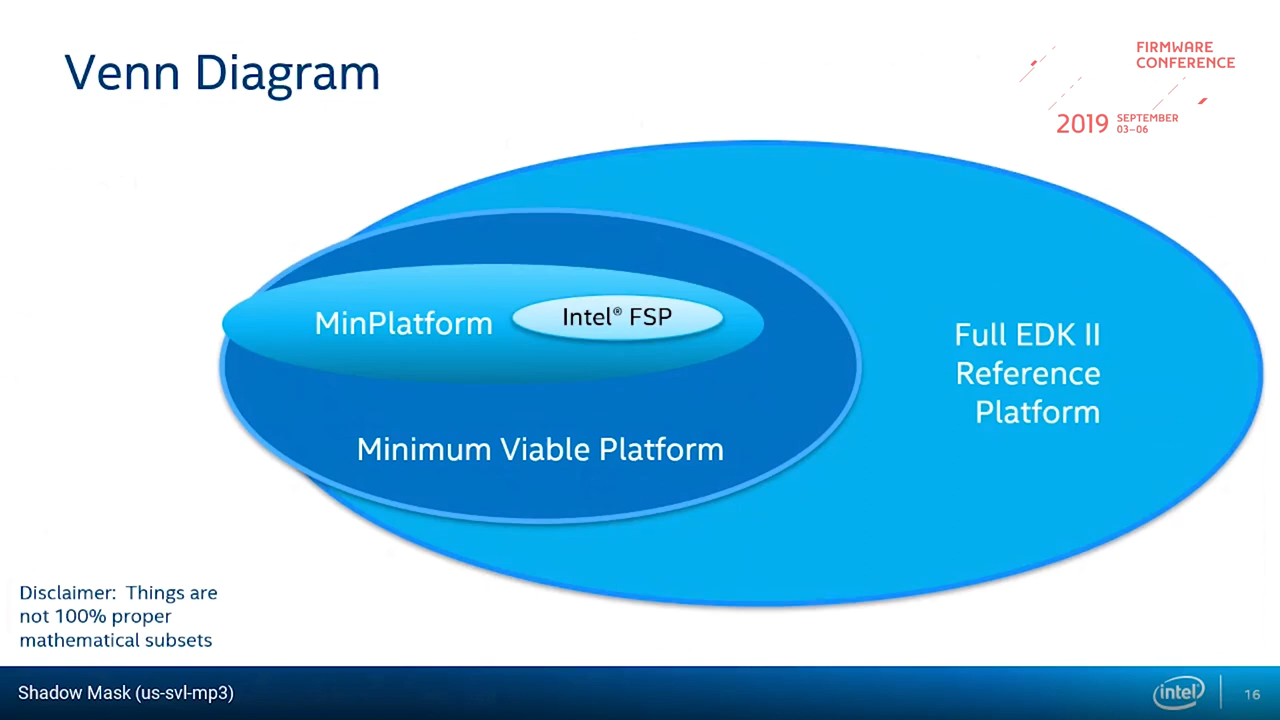 Venn Diagram
FIRMWARE
CONFERENCE
2019 SEPTEMBER
03–06
MinPlatform
Intel® FSP
Full EDK II
Reference
Platform
Minimum Viable Platform
Disclaimer: Things are
not 100% proper
mathematical subsets
Shadow Mask (us-svl-mp3)
intel
16